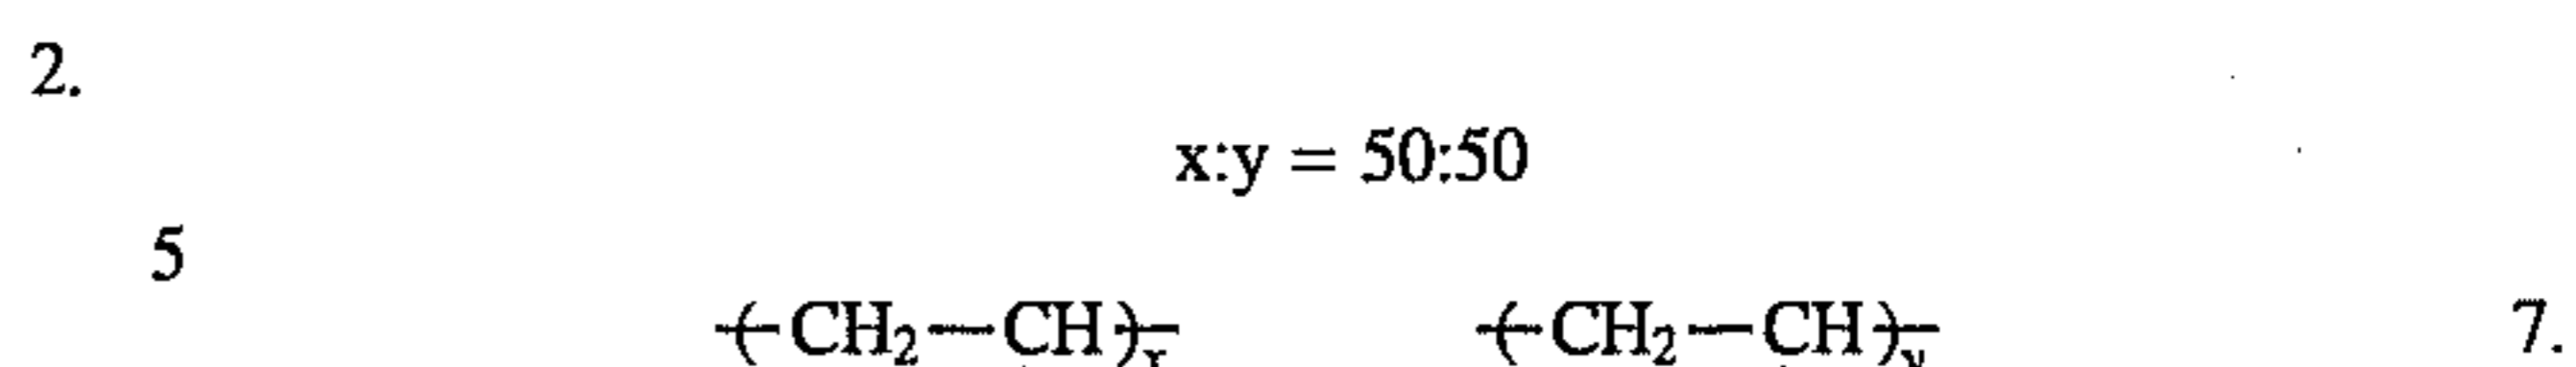 2.
x:y = 50:50
5
-(CH₂—CH)ₓ- -(CH₂—CH)ᵧ- 7.